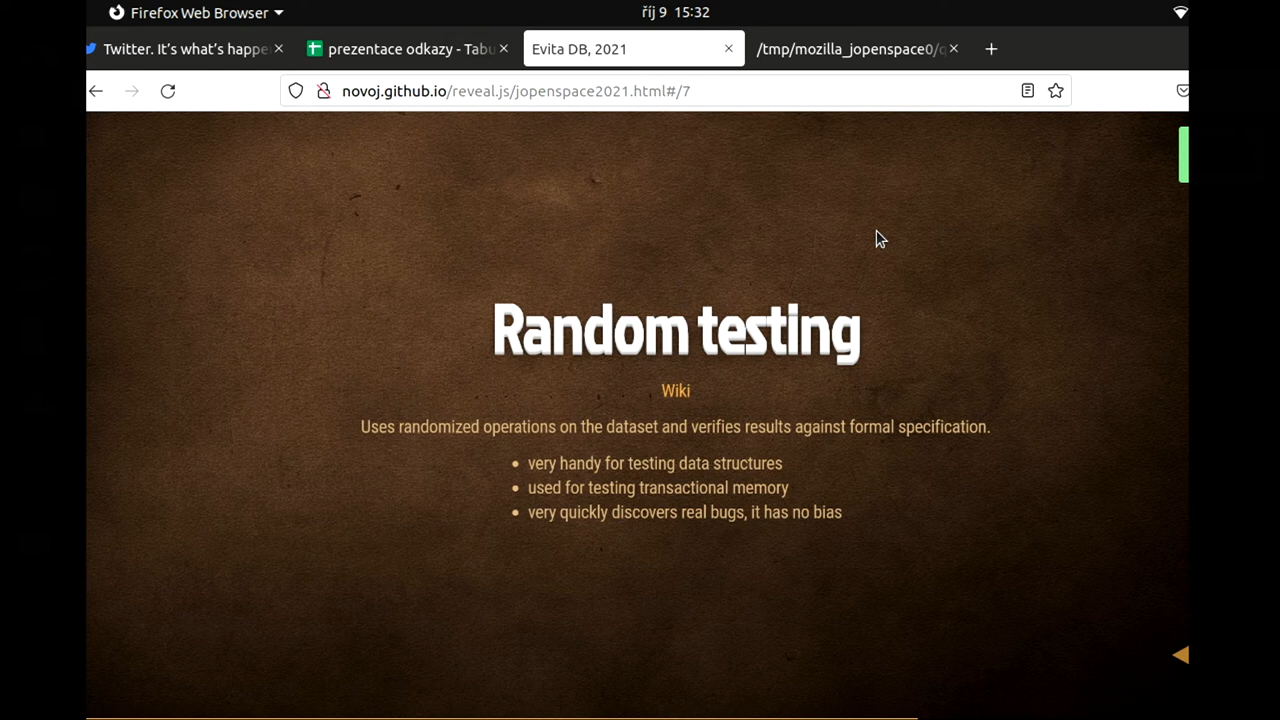 Firefox Web Browser
říj 9 15:32
Twitter. It's what's happe
prezentace odkazy - Tabu
Evita DB, 2021
/tmp/mozilla_jopenspace0/
novoj.github.io/reveal.js/jopenspace2021.html#/7
Random testing
Wiki
Uses randomized operations on the dataset and verifies results against formal specification.
• very handy for testing data structures
• used for testing transactional memory
• very quickly discovers real bugs, it has no bias